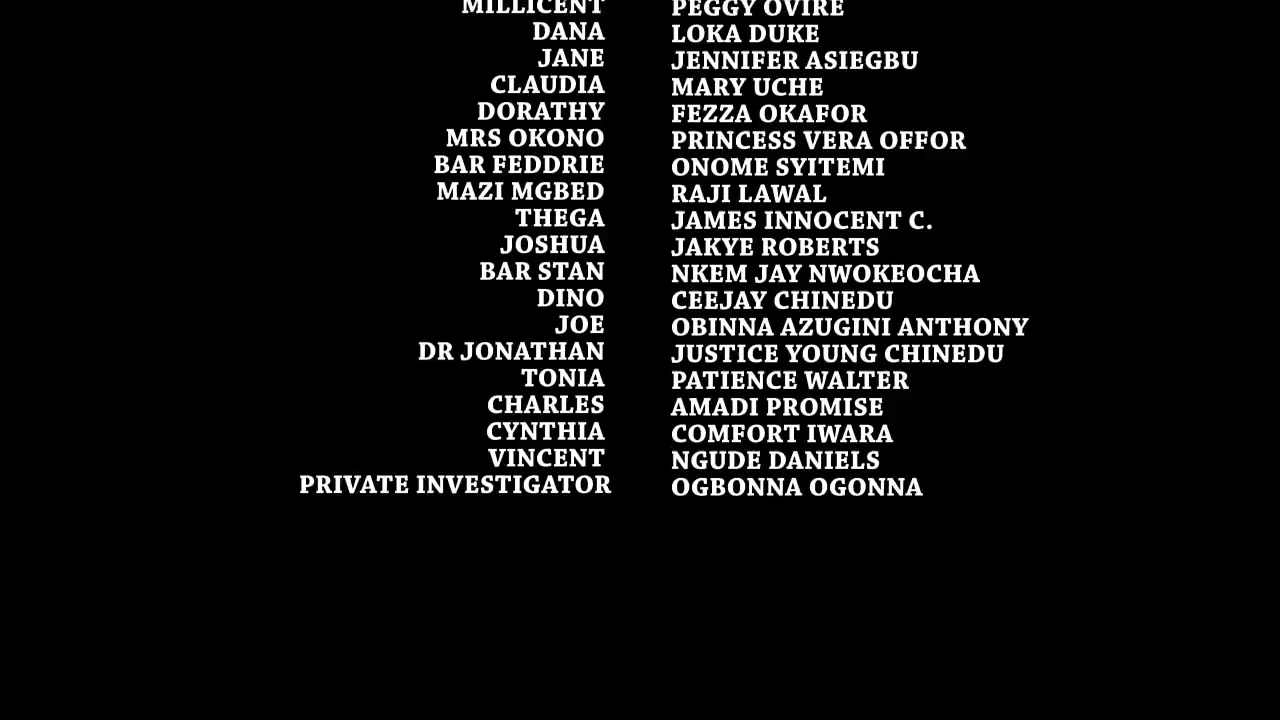 MILLICENT PEGGY OVIRE
DANA LOKA DUKE
JANE JENNIFER ASIEGBU
CLAUDIA MARY UCHE
DORATHY FEZZA OKAFOR
MRS OKONO PRINCESS VERA OFFOR
BAR FEDDRIE ONOME SYITEMI
MAZI MGBED RAJI LAWAL
THEGA JAMES INNOCENT C.
JOSHUA JAKYE ROBERTS
BAR STAN NKEM JAY NWOKEOCHA
DINO CEEJAY CHINEDU
JOE OBINNA AZUGINI ANTHONY
DR JONATHAN JUSTICE YOUNG CHINEDU
TONIA PATIENCE WALTER
CHARLES AMADI PROMISE
CYNTHIA COMFORT IWARA
VINCENT NGUDE DANIELS
PRIVATE INVESTIGATOR OGBONNA OGONNA